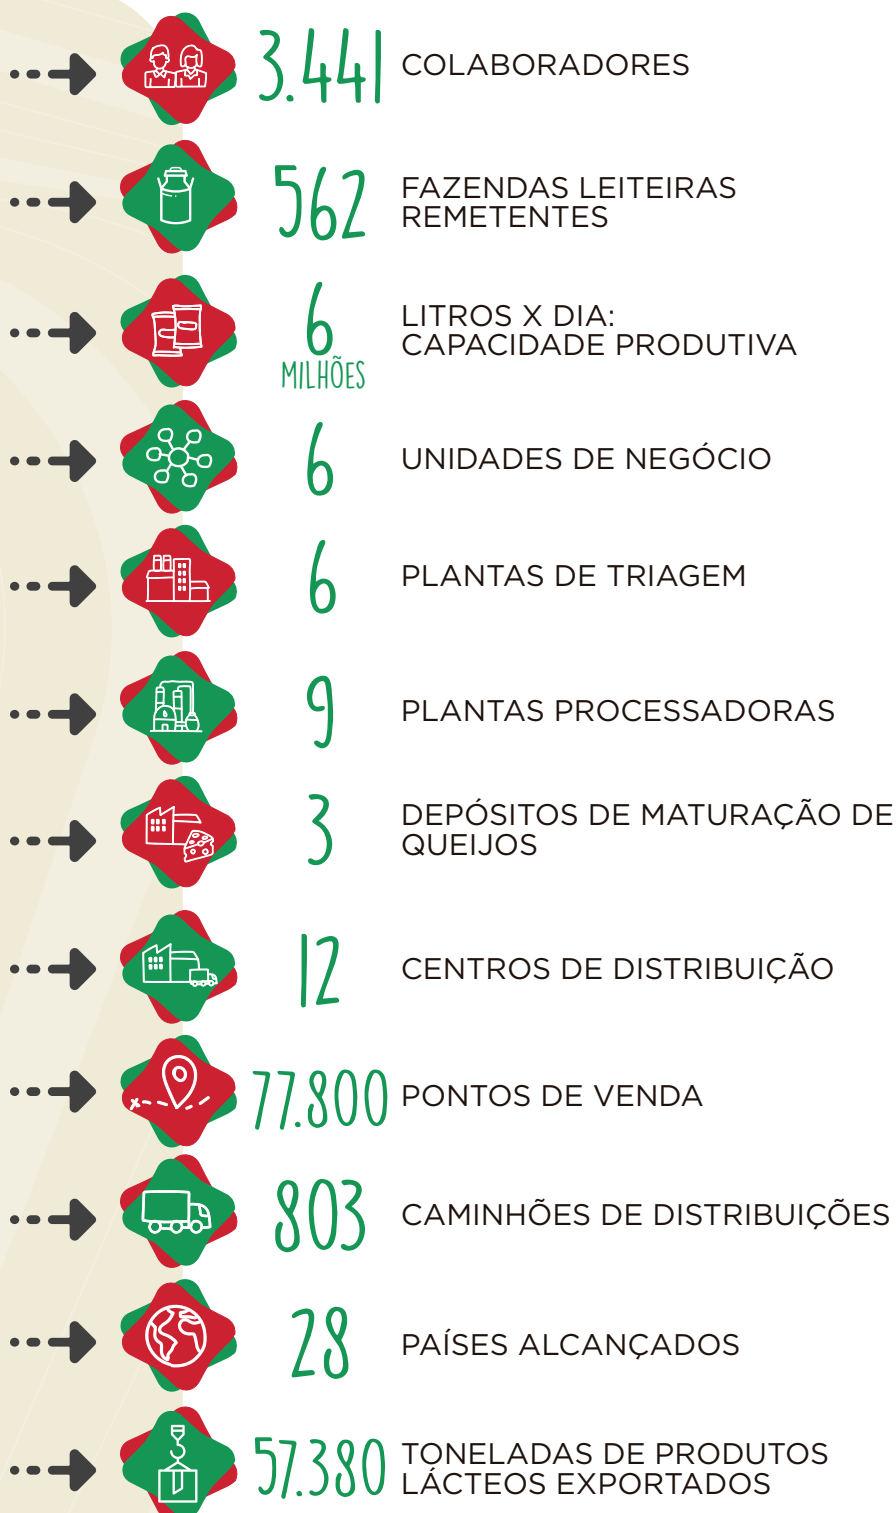 3.441 COLABORADORES
562 FAZENDAS LEITEIRAS
REMETENTES
6
MILHÕES
LITROS X DIA:
CAPACIDADE PRODUTIVA
6 UNIDADES DE NEGÓCIO
6 PLANTAS DE TRIAGEM
9 PLANTAS PROCESSADORAS
3 DEPÓSITOS DE MATURAÇÃO DE
QUEIJOS
12 CENTROS DE DISTRIBUIÇÃO
77.800 PONTOS DE VENDA
803 CAMINHÕES DE DISTRIBUIÇÕES
28 PAÍSES ALCANÇADOS
57.380 TONELADAS DE PRODUTOS
LÁCTEOS EXPORTADOS